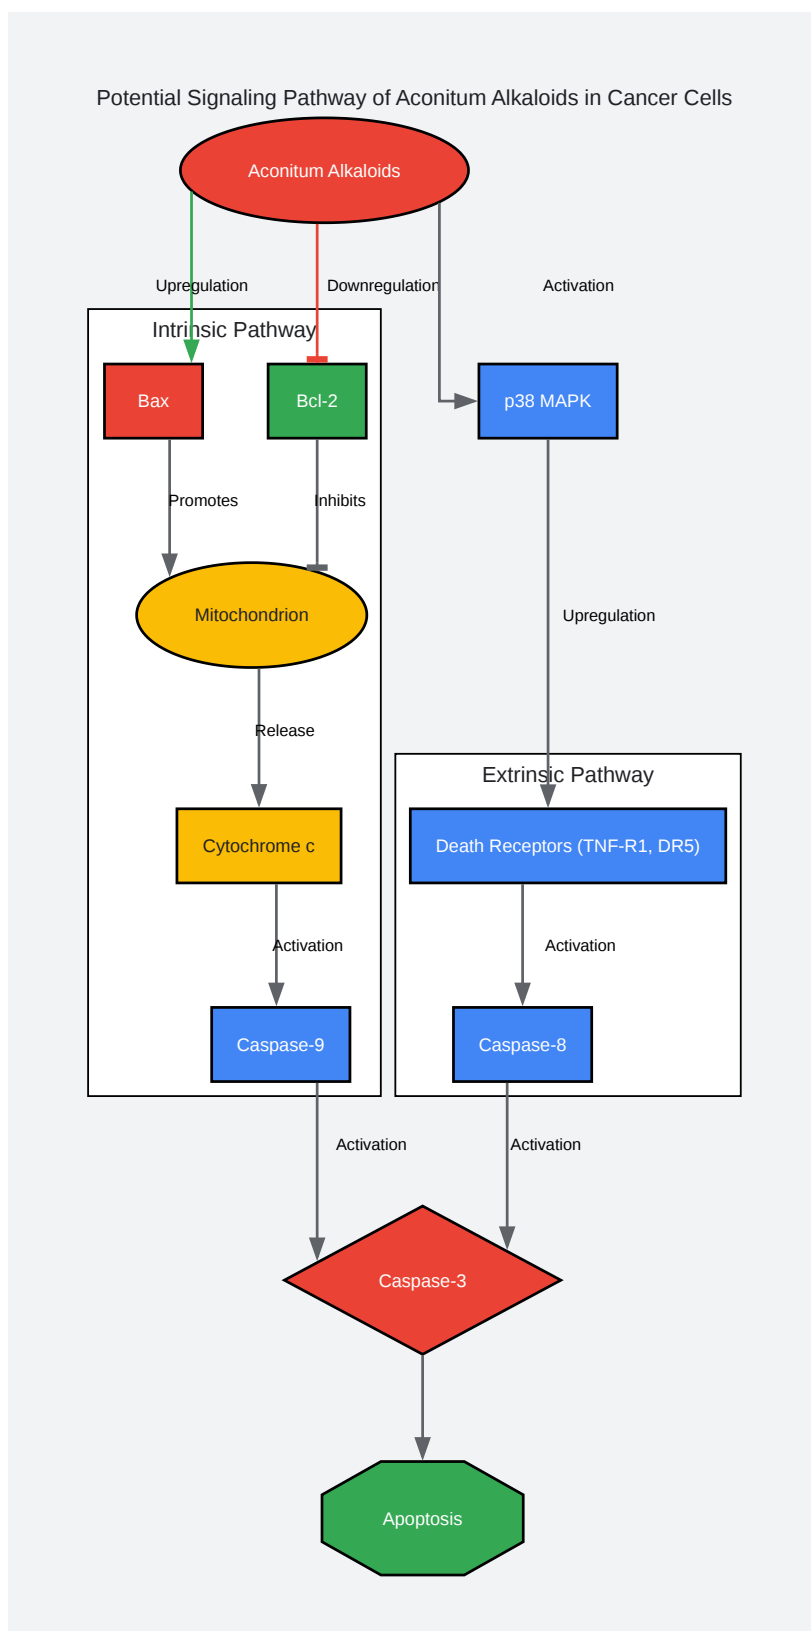 Potential Signaling Pathway of Aconitum Alkaloids in Cancer Cells
Aconitum Alkaloids
Upregulation
Downregulation
Activation
Intrinsic Pathway
Bax
Bcl-2
p38 MAPK
Promotes
Inhibits
Mitochondrion
Upregulation
Release
Extrinsic Pathway
Cytochrome c
Death Receptors (TNF-R1, DR5)
Activation
Activation
Caspase-9
Caspase-8
Activation
Activation
Caspase-3
Apoptosis